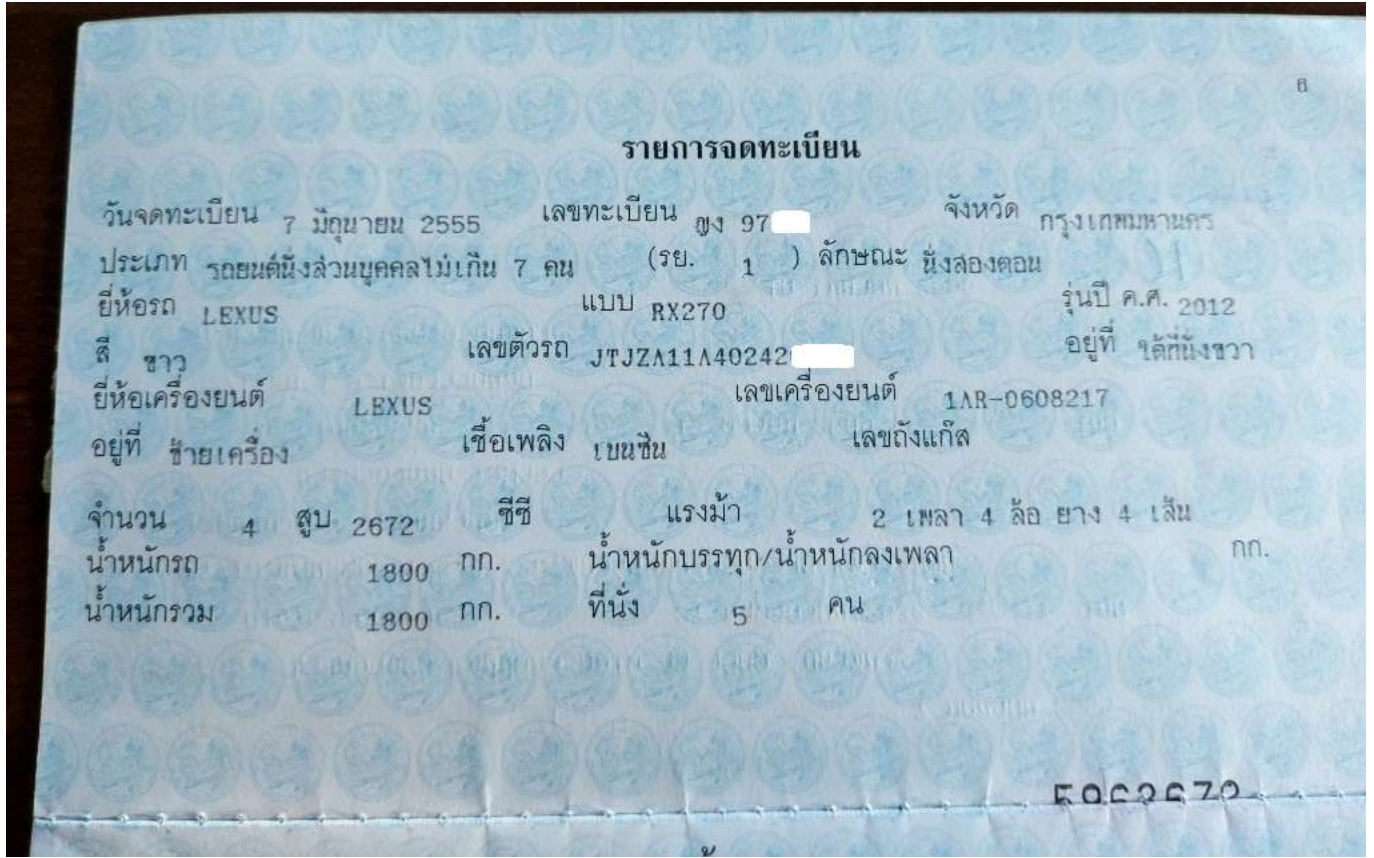 6
รายการจดทะเบียน
วันจดทะเบียน 7 มิถุนายน 2555 เลขทะเบียน ญง 97 จังหวัด กรุงเทพมหานคร
ประเภท รถยนต์นั่งส่วนบุคคลไม่เกิน 7 คน (รย. 1 ) ลักษณะ นั่งสองตอน
ยี่ห้อรถ LEXUS แบบ RX270 รุ่นปี ค.ศ. 2012
สี ขาว เลขตัวรถ JTJZA11A40242 อยู่ที่ ใต้ที่นั่งขวา
ยี่ห้อเครื่องยนต์ LEXUS เลขเครื่องยนต์ 1AR-0608217
อยู่ที่ ซ้ายเครื่อง เชื้อเพลิง เบนซิน เลขถังแก๊ส
จำนวน 4 สูบ 2672 ซีซี แรงม้า 2 เพลา 4 ล้อ ยาง 4 เส้น
น้ำหนักรถ 1800 กก. น้ำหนักบรรทุก/น้ำหนักลงเพลา กก.
น้ำหนักรวม 1800 กก. ที่นั่ง 5 คน